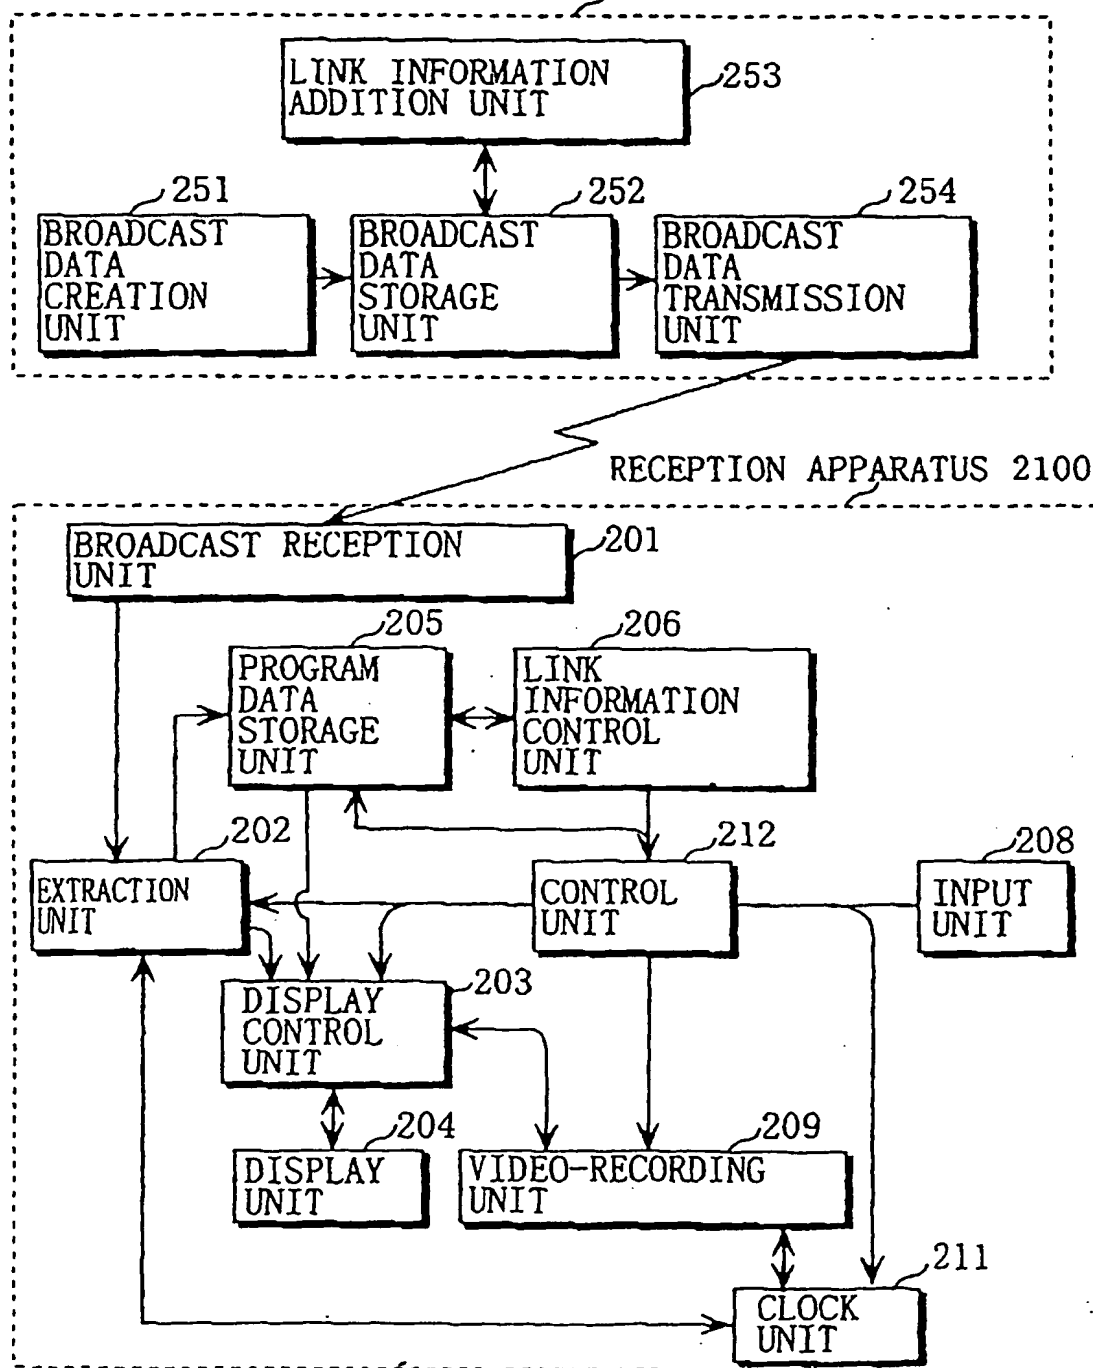 LINK INFORMATION
ADDITION UNIT
253
251
252
254
BROADCAST
DATA
CREATION
UNIT
BROADCAST
DATA
STORAGE
UNIT
BROADCAST
DATA
TRANSMISSION
UNIT
RECEPTION APPARATUS 2100
BROADCAST RECEPTION
UNIT
201
205
206
PROGRAM
DATA
STORAGE
UNIT
LINK
INFORMATION
CONTROL
UNIT
202
212
208
EXTRACTION
UNIT
CONTROL
UNIT
INPUT
UNIT
203
DISPLAY
CONTROL
UNIT
204
209
DISPLAY
UNIT
VIDEO-RECORDING
UNIT
211
CLOCK
UNIT